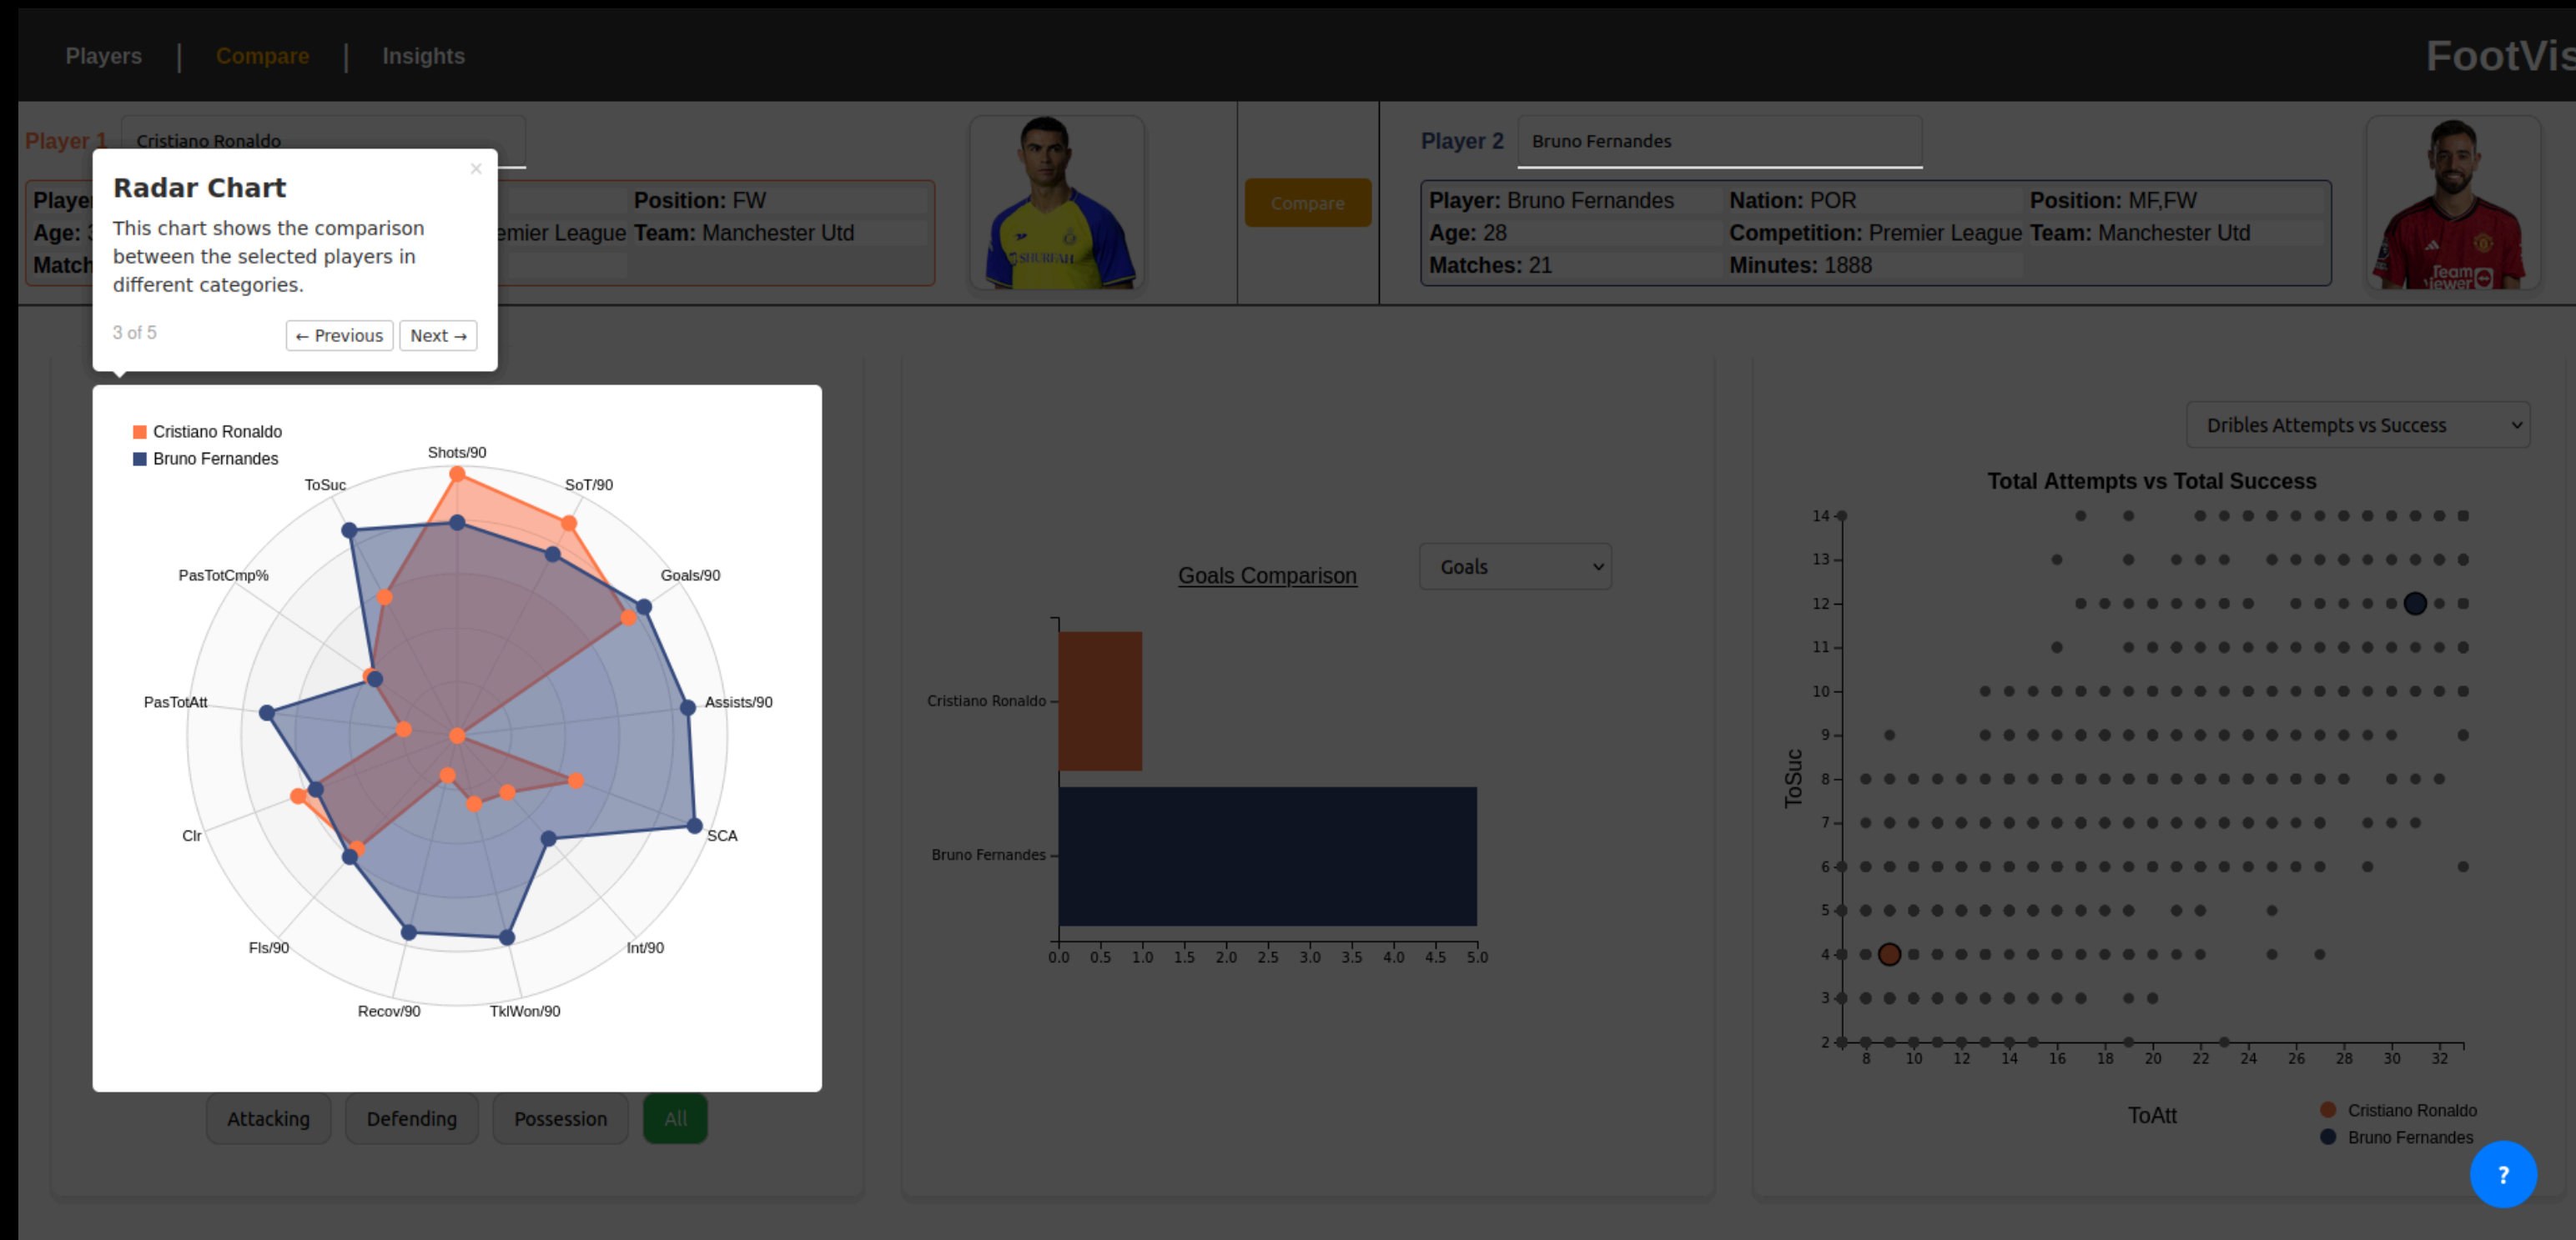 Players | Compare | Insights
FootVis
Player 1 Cristiano Ronaldo
Player 2 Bruno Fernandes
Position: FW
emier League Team: Manchester Utd
Age:
Match
Compare
Player: Bruno Fernandes Nation: POR Position: MF,FW
Age: 28 Competition: Premier League Team: Manchester Utd
Matches: 21 Minutes: 1888
SHURFAH
Team
viewer
×
Radar Chart
This chart shows the comparison
between the selected players in
different categories.
3 of 5
← Previous
Next →
Cristiano Ronaldo
Bruno Fernandes
Shots/90
SoT/90
Goals/90
Assists/90
SCA
Int/90
TklWon/90
Recov/90
Fls/90
Clr
PasTotAtt
PasTotCmp%
ToSuc
Attacking
Defending
Possession
All
Goals Comparison
Goals
Cristiano Ronaldo
Bruno Fernandes
0.0 0.5 1.0 1.5 2.0 2.5 3.0 3.5 4.0 4.5 5.0
Dribles Attempts vs Success
Total Attempts vs Total Success
14
13
12
11
10
9
8
7
6
5
4
3
2
ToSuc
8 10 12 14 16 18 20 22 24 26 28 30 32
ToAtt
Cristiano Ronaldo
Bruno Fernandes
?